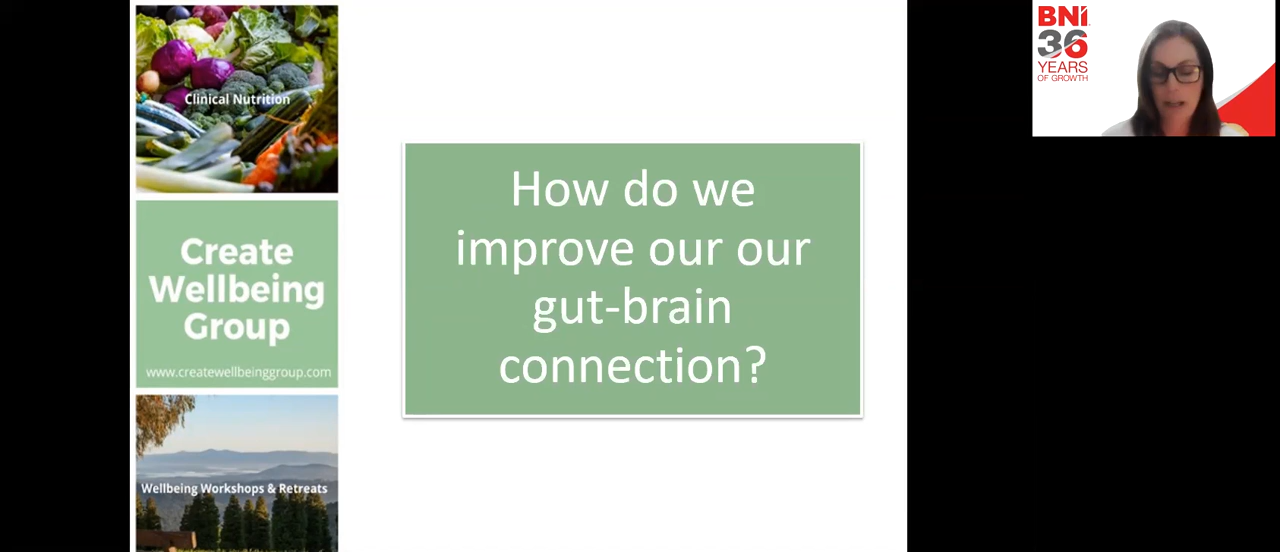 Clinical Nutrition
Create
Wellbeing
Group
www.createwellbeinggroup.com
Wellbeing Workshops & Retreats
How do we
improve our our
gut-brain
connection?
BNI
36
YEARS
OF GROWTH